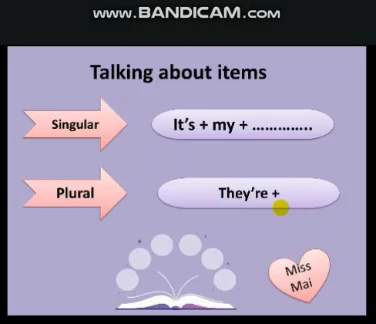 www.BANDICAM.com
Talking about items
Singular
It's + my + …………..
Plural
They're +
Miss
Mai